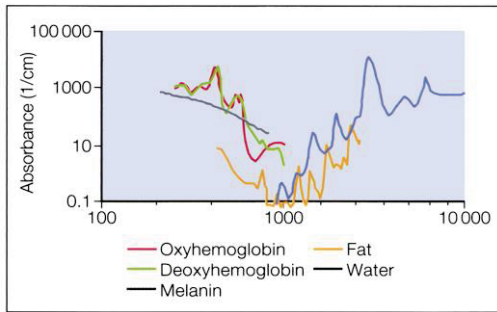 Absorbance (1/cm)
100 000
1000
10
0.1
100
1000
10 000
Oxyhemoglobin
Fat
Deoxyhemoglobin
Water
Melanin